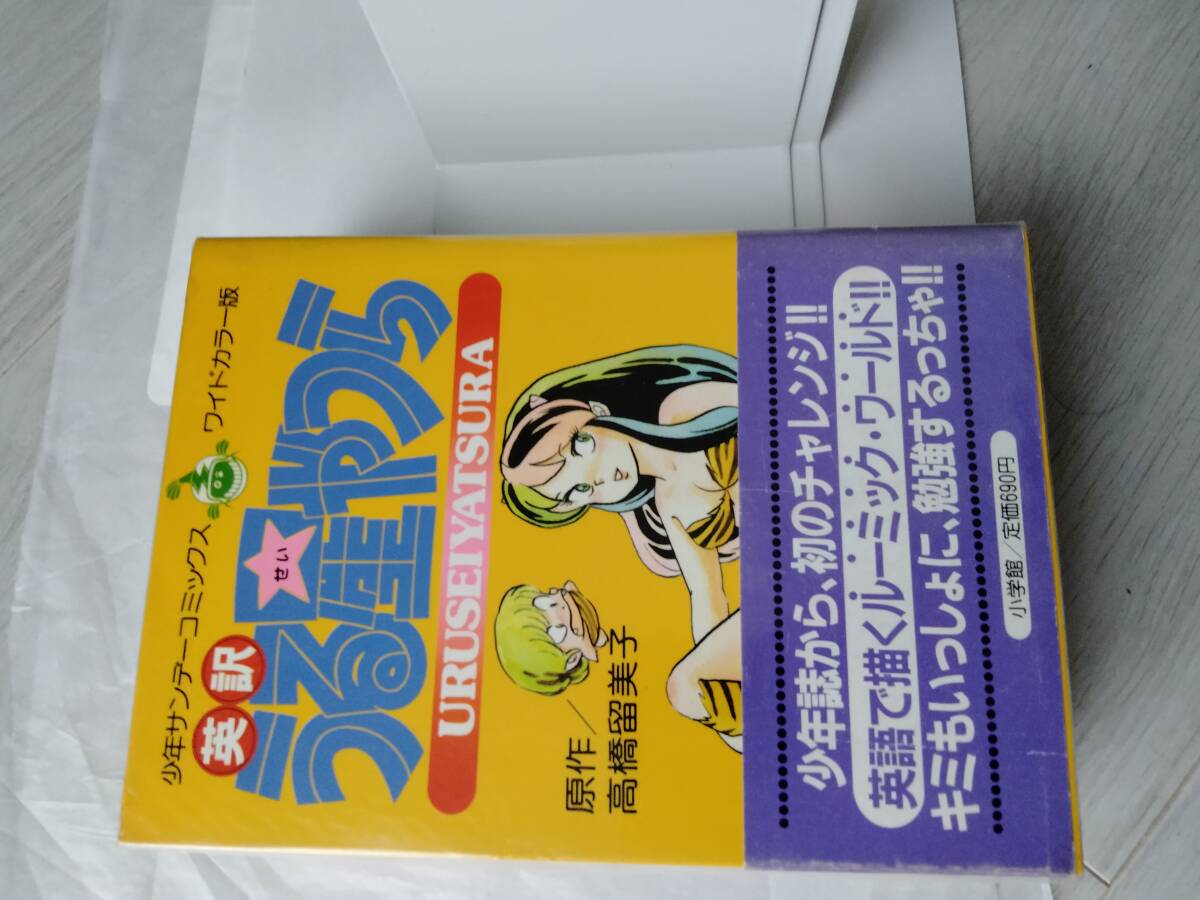 少年サンデーコミックス ワイドカラー版
英訳
うる星やつら
せい
URUSEIYATSURA
原作／
高橋留美子
少年誌から、初のチャレンジ!!
英語で描くルーミック・ワールド!!
キミもいっしょに、勉強するっちゃ!!
小学館／定価690円